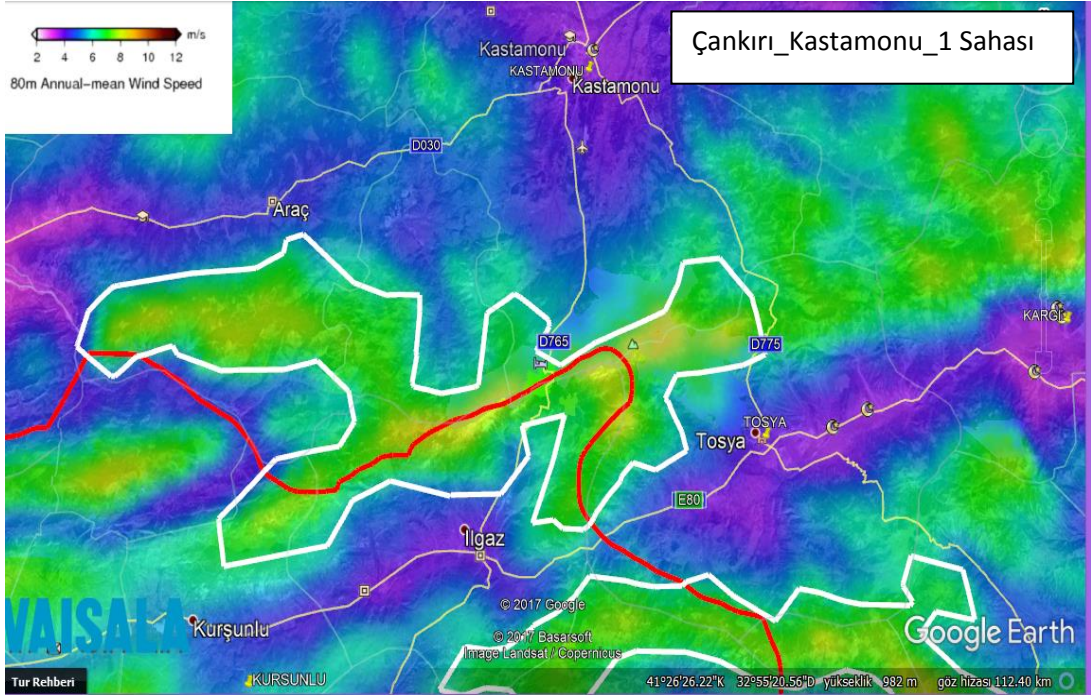 m/s
2 4 6 8 10 12
80m Annual-mean Wind Speed
Çankırı_Kastamonu_1 Sahası
Kastamonu
KASTAMONU
Kastamonu
D030
Araç
KARGI
D765
D775
TOSYA
Tosya
E80
Ilgaz
© 2017 Google
© 2017 Basarsoft
Image Landsat / Copernicus
VAISALA
Kurşunlu
Google Earth
Tur Rehberi
KURSUNLU
41°26'26.22"K 32°55'20.56"D yükseklik 982 m göz hizası 112.40 km